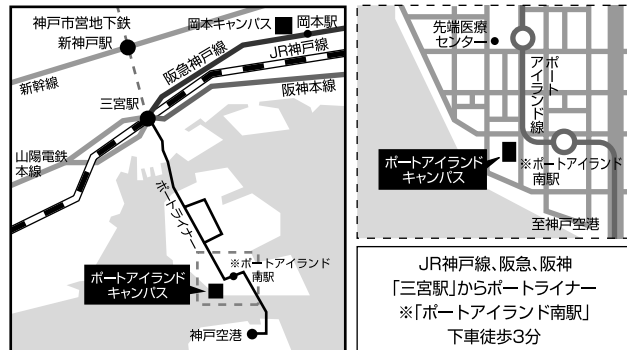 神戸市営地下鉄
新神戸駅
岡本キャンパス
岡本駅
新幹線
阪急神戸線
JR神戸線
三宮駅
阪神本線
山陽電鉄
本線
ポートライナー
※ポートアイランド
南駅
ポートアイランド
キャンパス
神戸空港
先端医療
センター
ポート
アイランド線
ポートアイランド
キャンパス
※ポートアイランド
南駅
至神戸空港
JR神戸線、阪急、阪神
「三宮駅」からポートライナー
※「ポートアイランド南駅」
下車徒歩3分